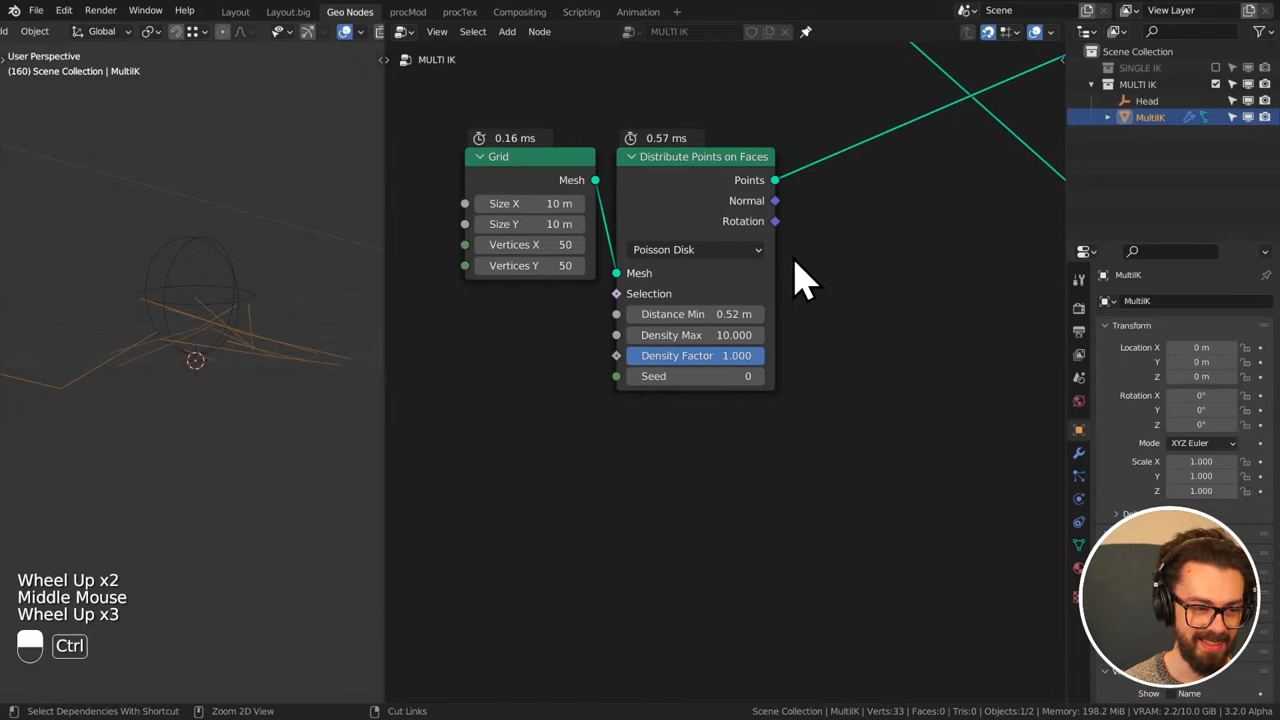 File Edit Render Window Help Layout Layout.big Geo Nodes procMod procTex Compositing Scripting Animation + Scene View Layer
Object Global View Select Add Node MULTI IK
User Perspective
(160) Scene Collection | MultiIK
MULTI IK
Scene Collection
SINGLE IK
MULTI IK
Head
MultiIK
0.16 ms
Grid
Mesh
Size X 10 m
Size Y 10 m
Vertices X 50
Vertices Y 50
0.57 ms
Distribute Points on Faces
Points
Normal
Rotation
Poisson Disk
Mesh
Selection
Distance Min 0.52 m
Density Max 10.000
Density Factor 1.000
Seed 0
MultiIK
MultiIK
Transform
Location X 0 m
Y 0 m
Z 0 m
Rotation X 0°
Y 0°
Z 0°
Mode XYZ Euler
Scale X 1.000
Y 1.000
Z 1.000
Show Name
Wheel Up x2
Middle Mouse
Wheel Up x3
Ctrl
Select Dependencies With Shortcut Zoom 2D View Cut Links Scene Collection | MultiIK | Verts:33 | Faces:0 | Tris:0 | Objects:1/2 | Memory: 198.2 MiB | VRAM: 2.2/10.0 GiB | 3.2.0 Alpha